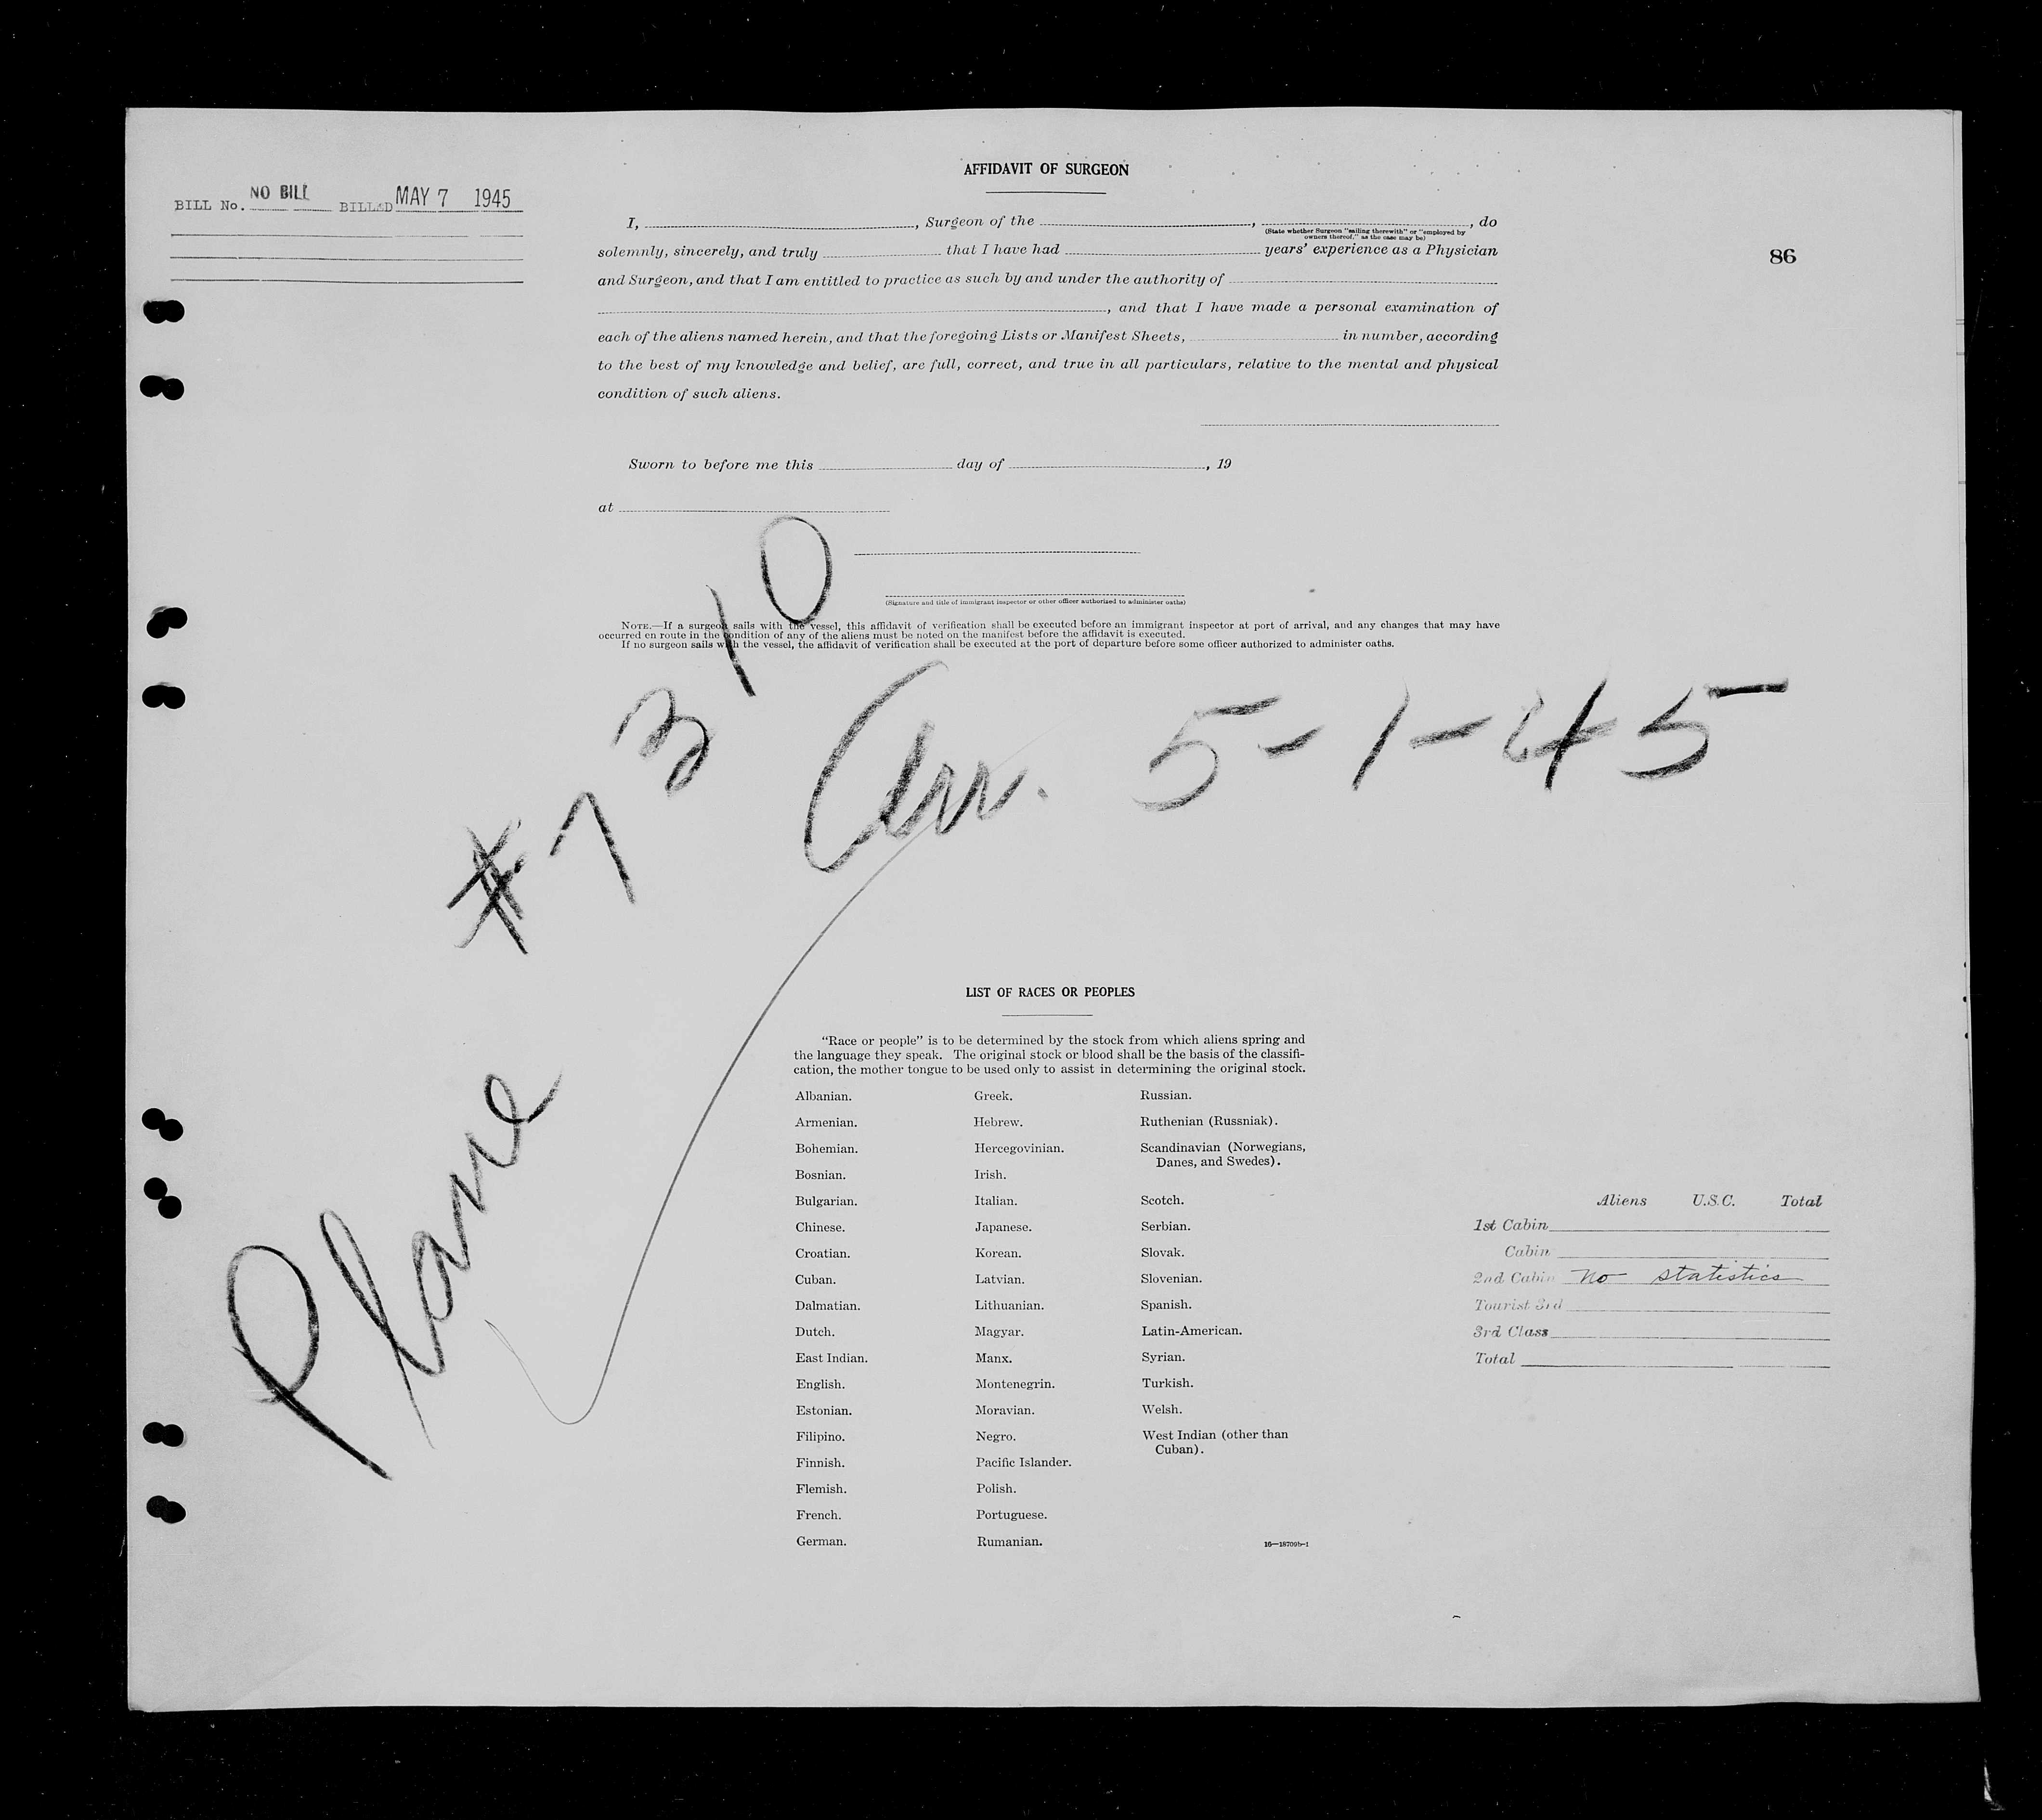 AFFIDAVIT OF SURGEON
BILL No. NO BILL BILLED MAY 7 1945
I, , Surgeon of the , , do
(State whether Surgeon "sailing therewith" or "employed by
owners thereof," as the case may be)
solemnly, sincerely, and truly that I have had years' experience as a Physician
86
and Surgeon, and that I am entitled to practice as such by and under the authority of
, and that I have made a personal examination of
each of the aliens named herein, and that the foregoing Lists or Manifest Sheets, in number, according
to the best of my knowledge and belief, are full, correct, and true in all particulars, relative to the mental and physical
condition of such aliens.
Sworn to before me this day of , 19
at
(Signature and title of immigrant inspector or other officer authorized to administer oaths)
NOTE.—If a surgeon sails with the vessel, this affidavit of verification shall be executed before an immigrant inspector at port of arrival, and any changes that may have
occurred en route in the condition of any of the aliens must be noted on the manifest before the affidavit is executed.
If no surgeon sails with the vessel, the affidavit of verification shall be executed at the port of departure before some officer authorized to administer oaths.
Plane #7310
Arr. 5-1-45
LIST OF RACES OR PEOPLES
"Race or people" is to be determined by the stock from which aliens spring and
the language they speak. The original stock or blood shall be the basis of the classifi-
cation, the mother tongue to be used only to assist in determining the original stock.
Albanian.
Armenian.
Bohemian.
Bosnian.
Bulgarian.
Chinese.
Croatian.
Cuban.
Dalmatian.
Dutch.
East Indian.
English.
Estonian.
Filipino.
Finnish.
Flemish.
French.
German.
Greek.
Hebrew.
Hercegovinian.
Irish.
Italian.
Japanese.
Korean.
Latvian.
Lithuanian.
Magyar.
Manx.
Montenegrin.
Moravian.
Negro.
Pacific Islander.
Polish.
Portuguese.
Rumanian.
Russian.
Ruthenian (Russniak).
Scandinavian (Norwegians,
Danes, and Swedes).
Scotch.
Serbian.
Slovak.
Slovenian.
Spanish.
Latin-American.
Syrian.
Turkish.
Welsh.
West Indian (other than
Cuban).
16—18709b-1
Aliens U.S.C. Total
1st Cabin
Cabin
2nd Cabin no statistics
Tourist 3rd
3rd Class
Total